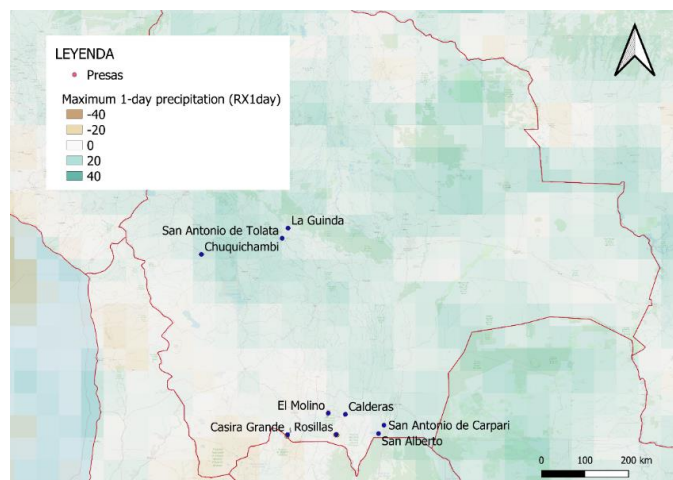 LEYENDA
Presas
Maximum 1-day precipitation (RX1day)
-40
-20
0
20
40
La Guinda
San Antonio de Tolata
Chuquichambi
El Molino
Calderas
Casira Grande
Rosillas
San Antonio de Carpari
San Alberto
0 100 200 km